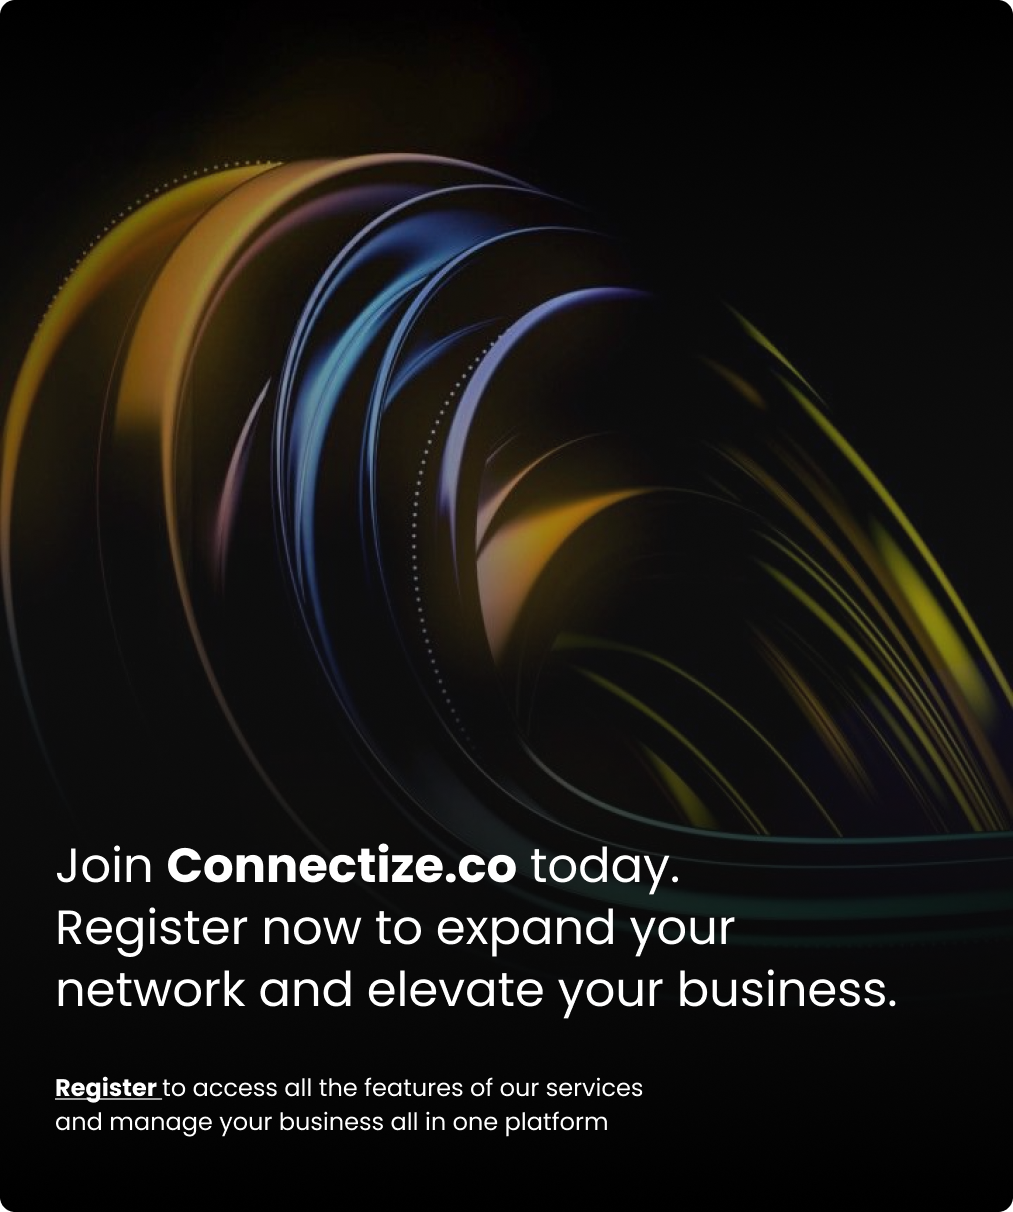 Join Connectize.co today.
Register now to expand your
network and elevate your business.
Register to access all the features of our services
and manage your business all in one platform